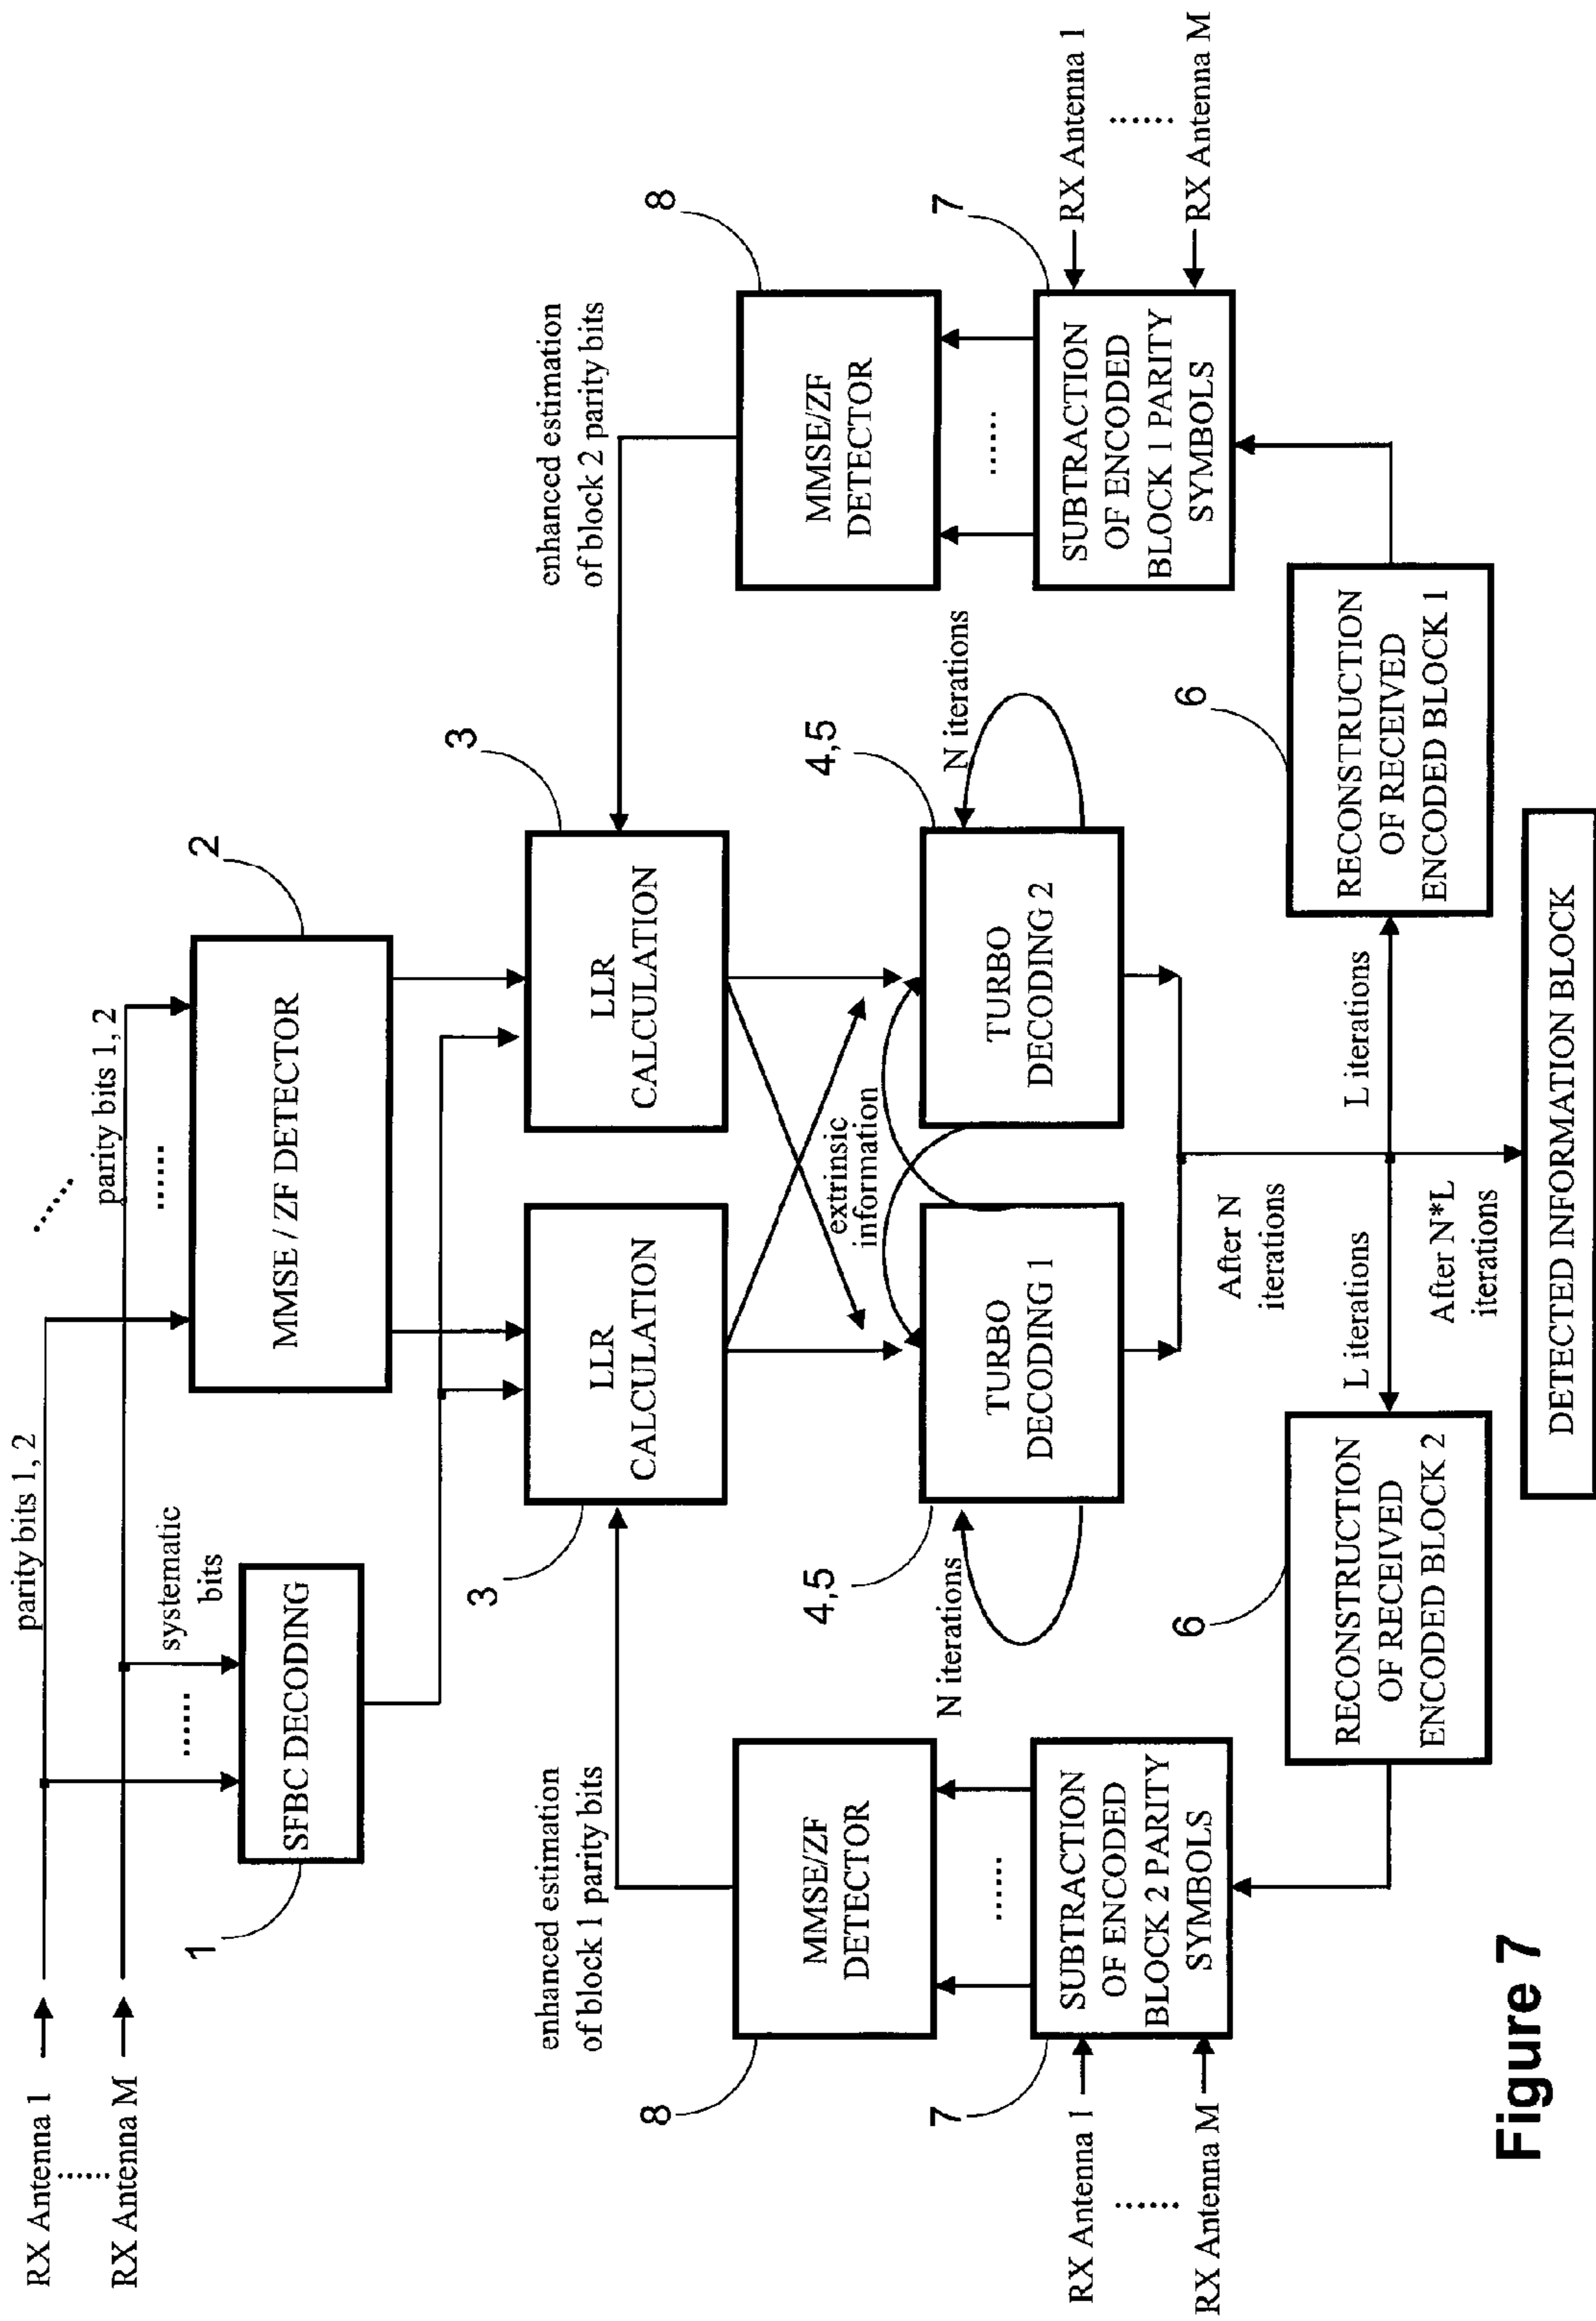 RX Antenna 1
......
RX Antenna M
parity bits 1, 2
parity bits 1, 2
systematic
bits
......
......
......
1
SFBC DECODING
2
MMSE / ZF DETECTOR
enhanced estimation
of block 1 parity bits
enhanced estimation
of block 2 parity bits
3
LLR
CALCULATION
3
LLR
CALCULATION
8
MMSE/ZF
DETECTOR
8
MMSE/ZF
DETECTOR
......
......
extrinsic
information
4,5
N iterations
TURBO
DECODING 1
4,5
N iterations
TURBO
DECODING 2
RX Antenna 1
......
RX Antenna M
7
SUBTRACTION
OF ENCODED
BLOCK 2 PARITY
SYMBOLS
7
SUBTRACTION
OF ENCODED
BLOCK 1 PARITY
SYMBOLS
RX Antenna 1
......
RX Antenna M
After N
iterations
6
RECONSTRUCTION
OF RECEIVED
ENCODED BLOCK 2
L iterations
L iterations
6
RECONSTRUCTION
OF RECEIVED
ENCODED BLOCK 1
After N*L
iterations
DETECTED INFORMATION BLOCK
Figure 7